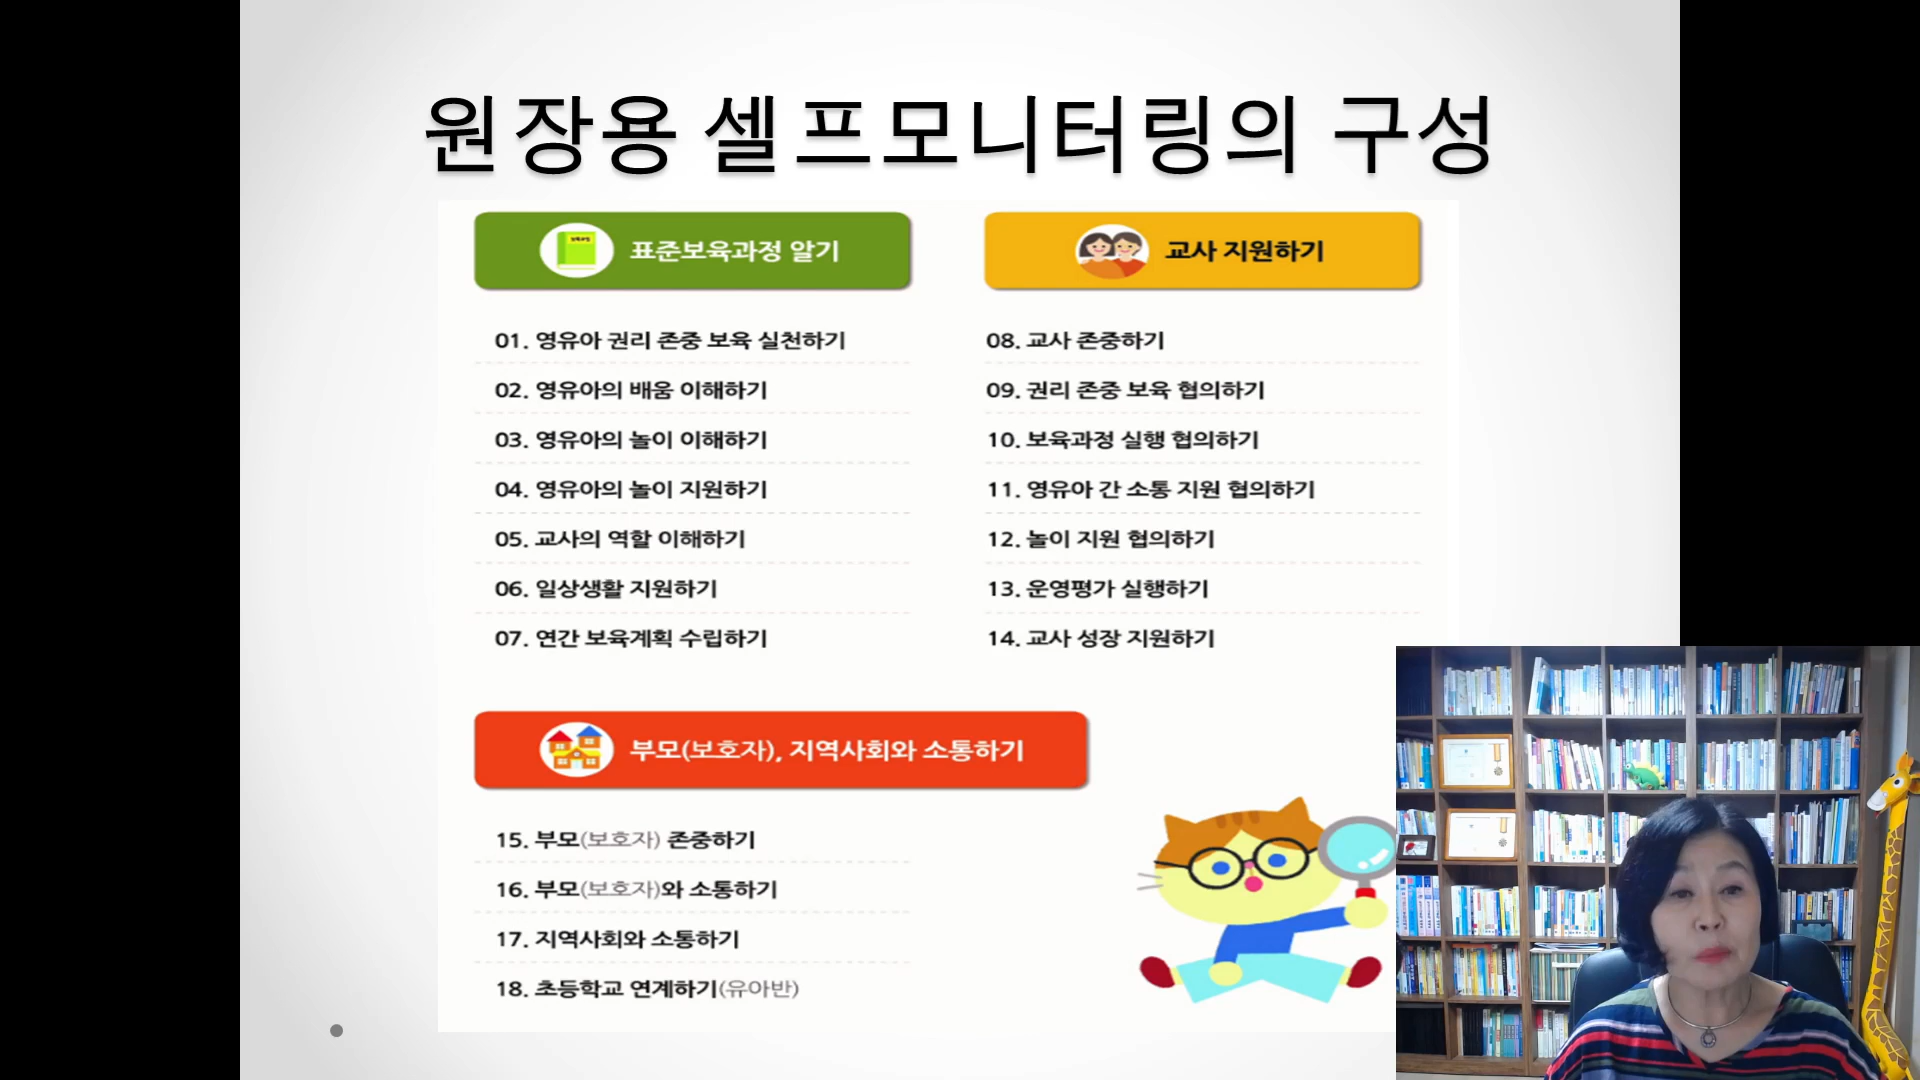 원장용 셀프모니터링의 구성
표준보육과정 알기
01. 영유아 권리 존중 보육 실천하기
02. 영유아의 배움 이해하기
03. 영유아의 놀이 이해하기
04. 영유아의 놀이 지원하기
05. 교사의 역할 이해하기
06. 일상생활 지원하기
07. 연간 보육계획 수립하기
교사 지원하기
08. 교사 존중하기
09. 권리 존중 보육 협의하기
10. 보육과정 실행 협의하기
11. 영유아 간 소통 지원 협의하기
12. 놀이 지원 협의하기
13. 운영평가 실행하기
14. 교사 성장 지원하기
부모(보호자), 지역사회와 소통하기
15. 부모(보호자) 존중하기
16. 부모(보호자)와 소통하기
17. 지역사회와 소통하기
18. 초등학교 연계하기(유아반)